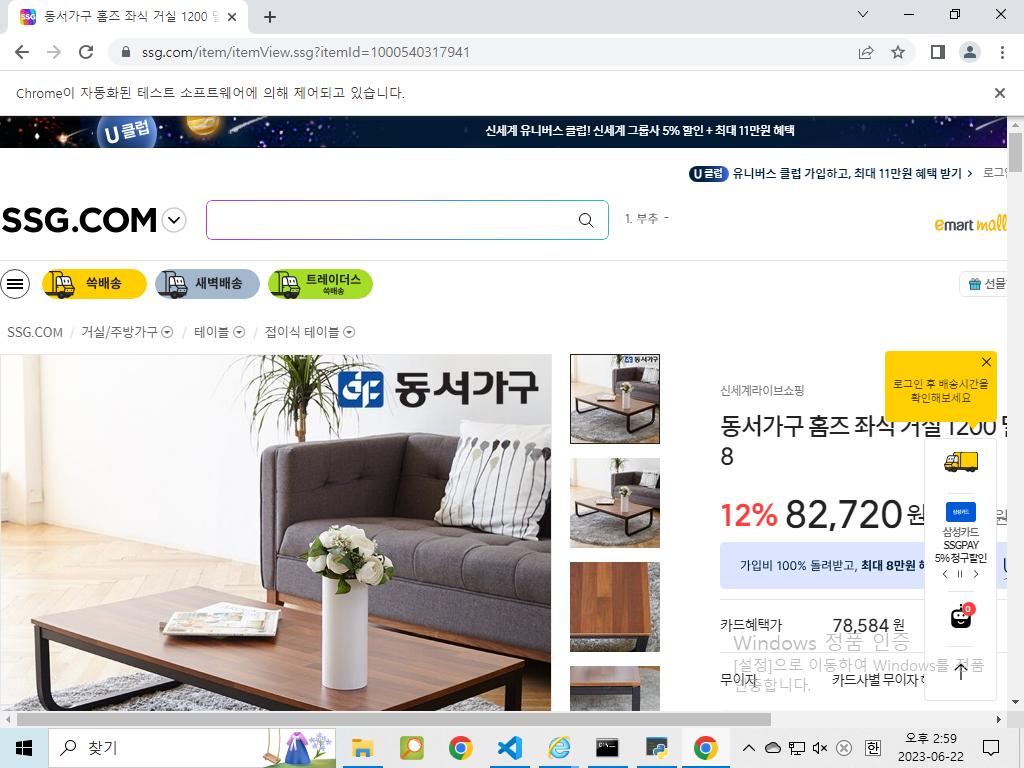 SSG 동서가구 홈즈 좌식 거실 1200
ssg.com/item/itemView.ssg?itemId=1000540317941
Chrome이 자동화된 테스트 소프트웨어에 의해 제어되고 있습니다.
U클럽
신세계 유니버스 클럽! 신세계 그룹사 5% 할인 + 최대 11만원 혜택
U클럽 유니버스 클럽 가입하고, 최대 11만원 혜택 받기 >
SSG.COM
1. 부추 -
emart mall
쓱배송
새벽배송
트레이더스
쓱배송
선물
SSG.COM / 거실/주방가구 / 테이블 / 접이식 테이블
동서가구
동서가구
로그인 후 배송시간을
확인해보세요
신세계라이브쇼핑
동서가구 홈즈 좌식 거실 1200
8
12% 82,720원
원
삼성카드
삼성카드
SSGPAY
5% 청구할인
가입비 100% 돌려받고, 최대 8만원
카드혜택가 78,584 원
0
Windows 정품 인증
[설정]으로 이동하여 Windows를 정품
인증합니다.
무이자 카드사별 무이자
찾기
한
오후 2:59
2023-06-22